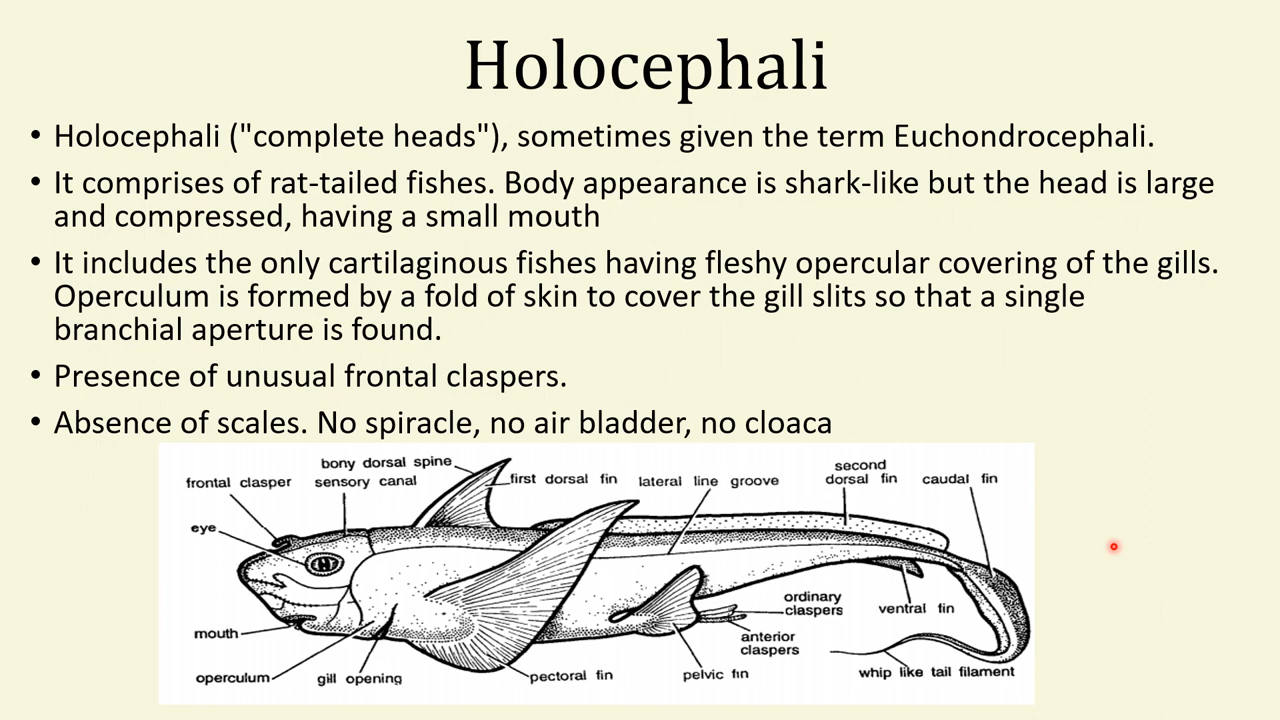 Holocephali
• Holocephali ("complete heads"), sometimes given the term Euchondrocephali.
• It comprises of rat-tailed fishes. Body appearance is shark-like but the head is large
and compressed, having a small mouth
• It includes the only cartilaginous fishes having fleshy opercular covering of the gills.
Operculum is formed by a fold of skin to cover the gill slits so that a single
branchial aperture is found.
• Presence of unusual frontal claspers.
• Absence of scales. No spiracle, no air bladder, no cloaca
bony dorsal spine
frontal clasper
sensory canal
first dorsal fin
lateral line groove
second
dorsal fin
caudal fin
eye
mouth
operculum
gill opening
pectoral fin
pelvic fin
ordinary
claspers
anterior
claspers
ventral fin
whip like tail filament